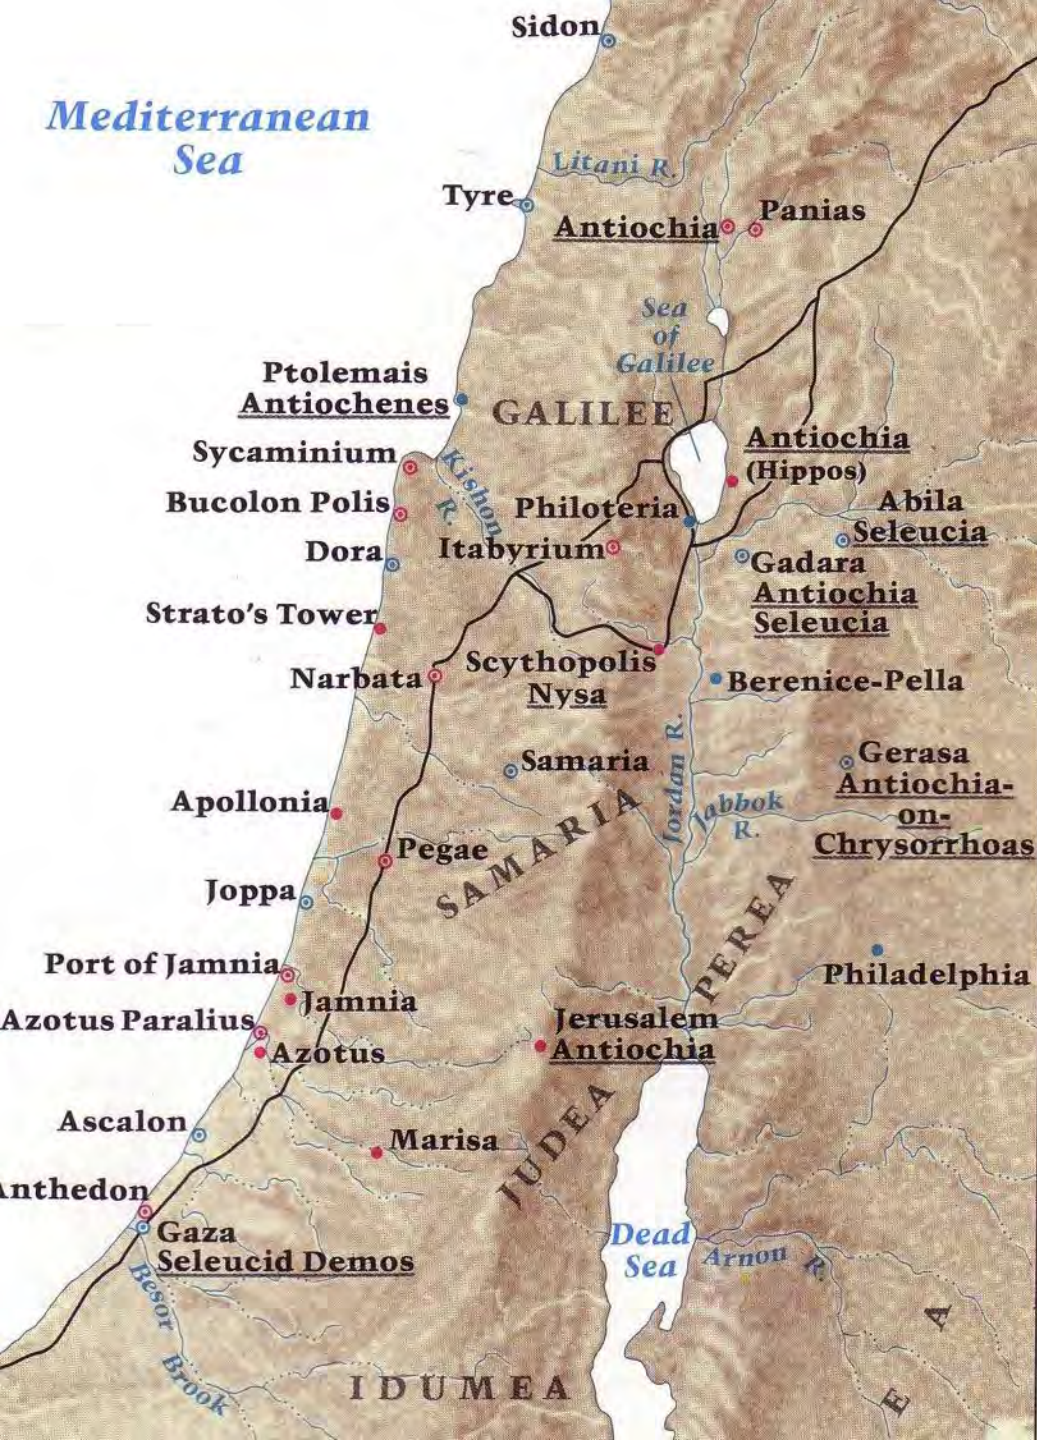 Sidon
Mediterranean
Sea
Litani R.
Tyre
Panias
Antiochia
Sea
of
Galilee
Ptolemais
Antiochenes
GALILEE
Antiochia
(Hippos)
Sycaminium
Kishon
R.
Bucolon Polis
Philoteria
Abila
Seleucia
Dora
Itabyrium
Gadara
Antiochia
Seleucia
Strato's Tower
Scythopolis
Nysa
Narbata
Berenice-Pella
Jordan R.
Samaria
Gerasa
Antiochia-
on-
Chrysorrhoas
Apollonia
Jabbok
R.
SAMARIA
Pegae
Joppa
PEREA
Port of Jamnia
Philadelphia
Jamnia
Azotus Paralius
Jerusalem
Antiochia
Azotus
Ascalon
Marisa
JUDEA
Anthedon
Gaza
Seleucid Demos
Dead
Sea
Arnon R.
Besor
Brook
IDUMEA
E A